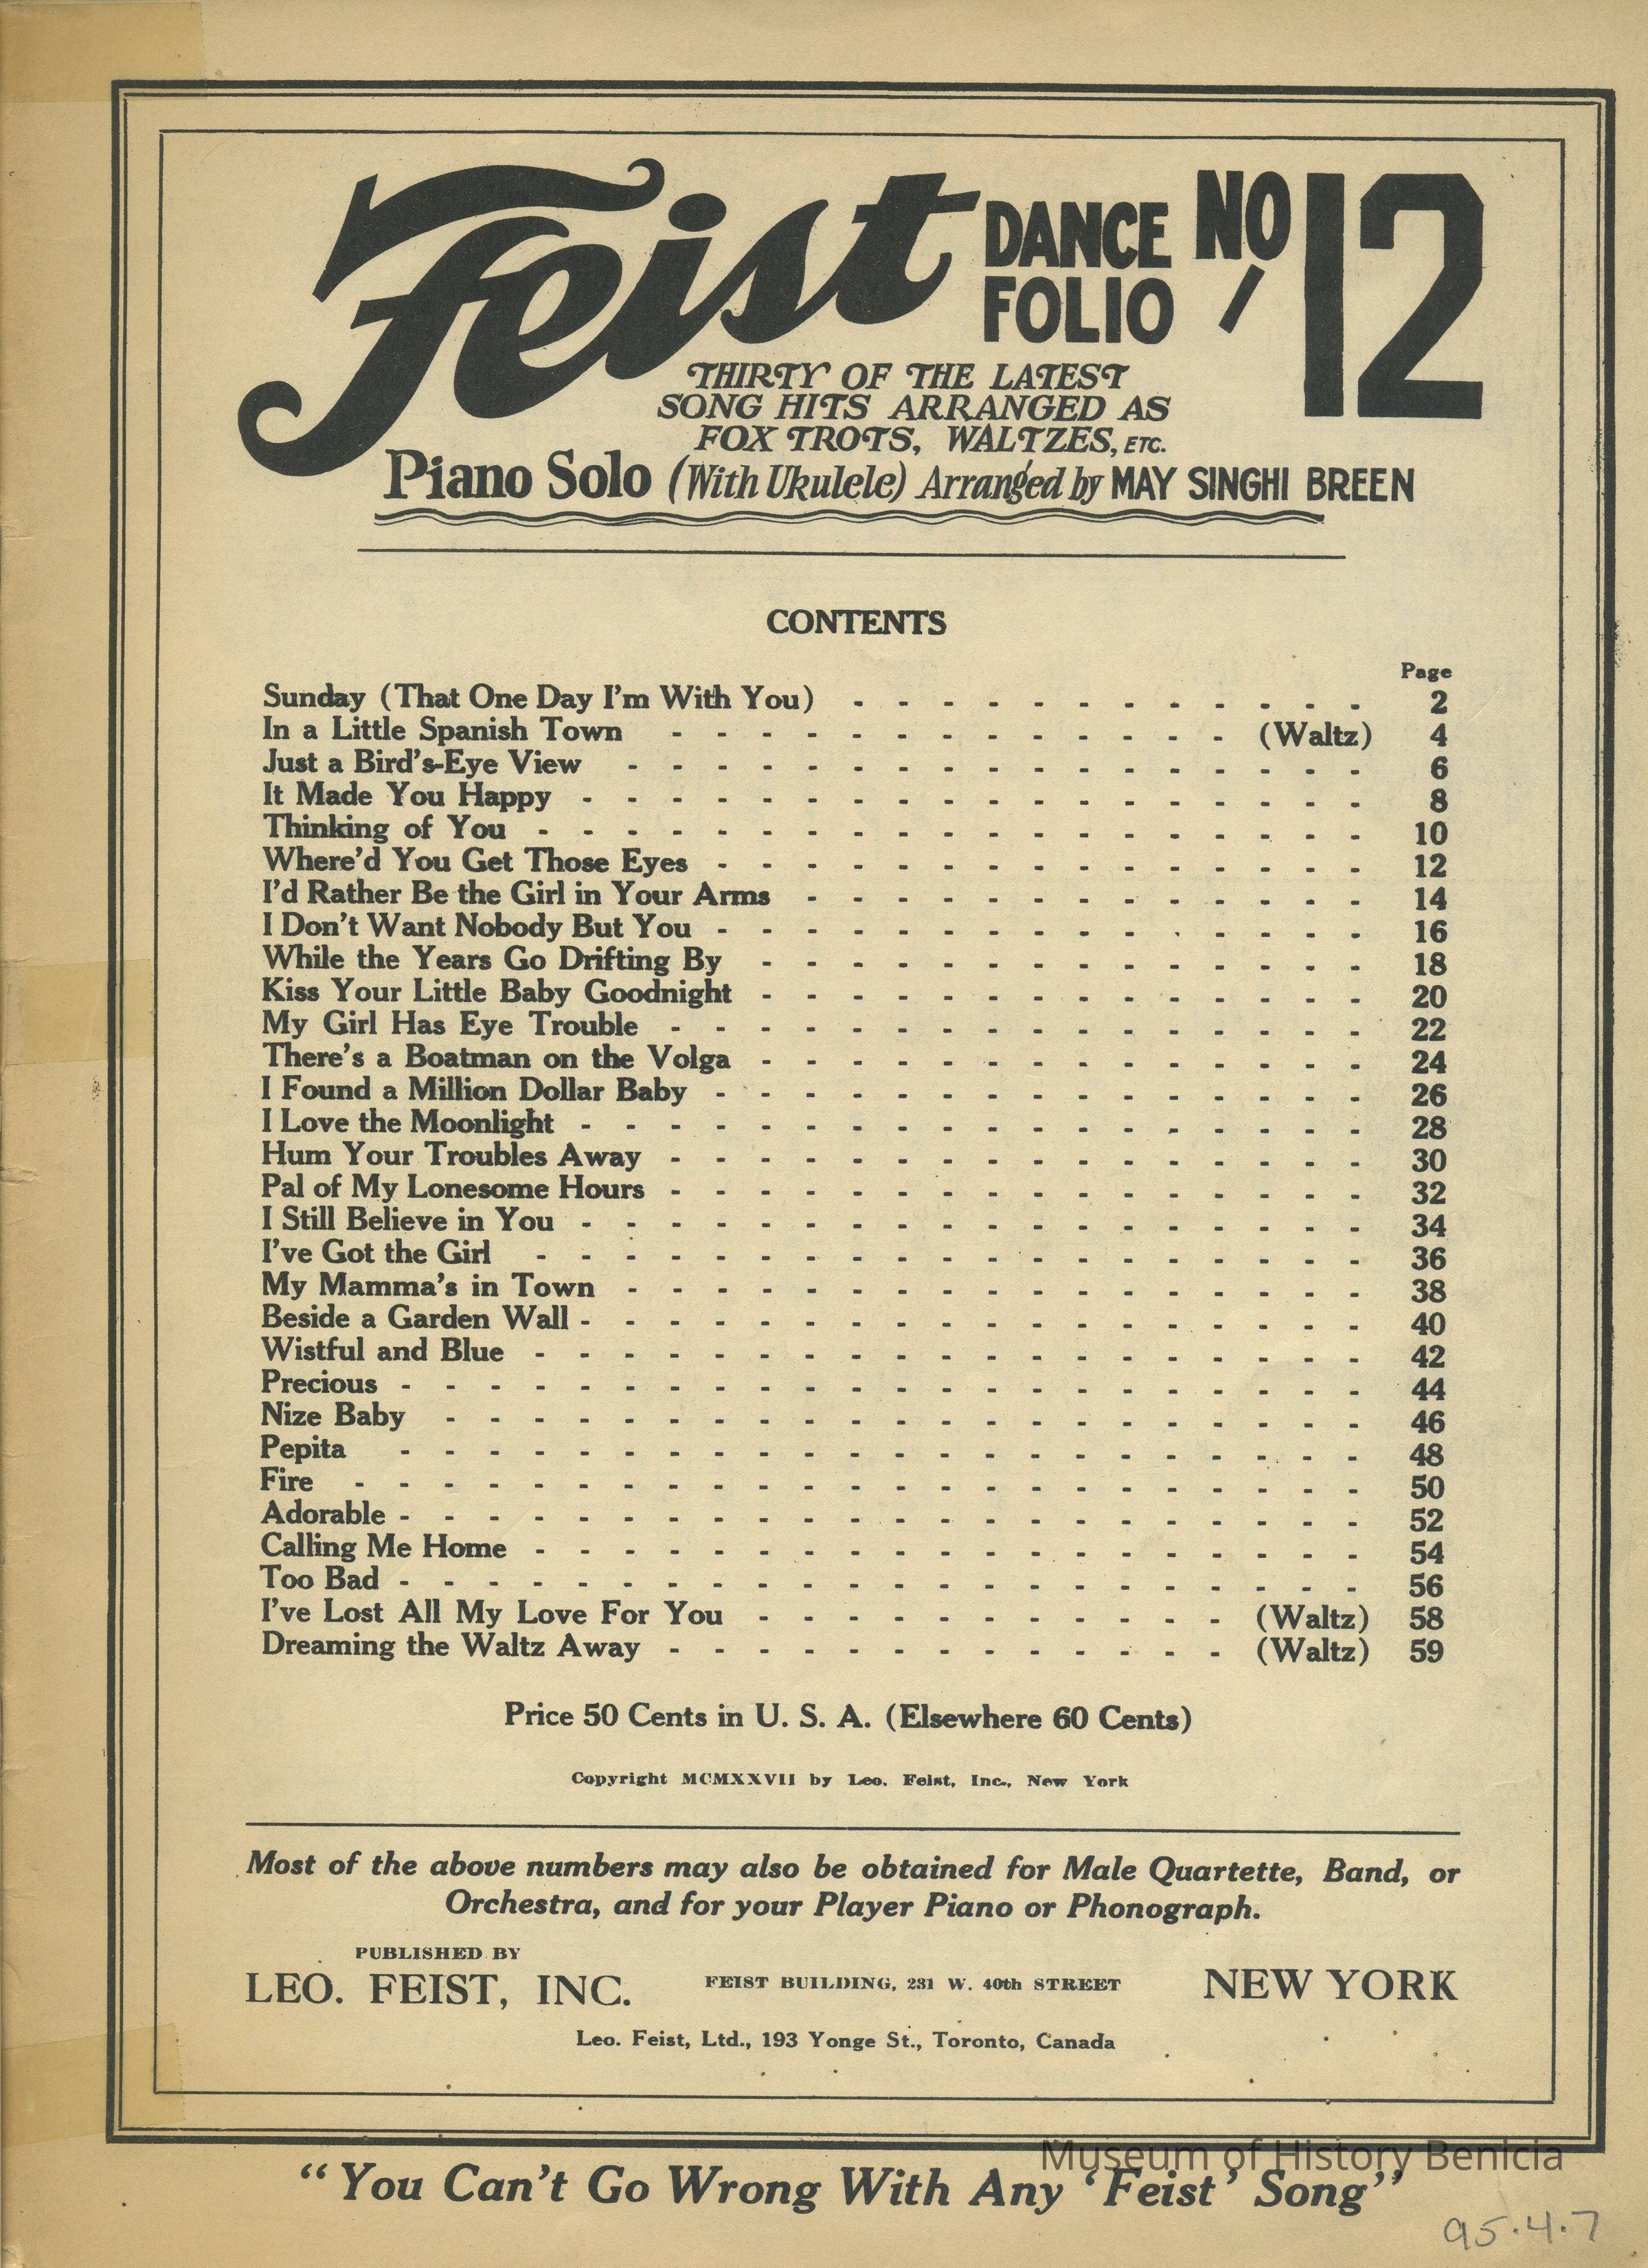 Feist DANCE FOLIO NO 12
THIRTY OF THE LATEST
SONG HITS ARRANGED AS
FOX TROTS, WALTZES, ETC.
Piano Solo (With Ukulele) Arranged by MAY SINGHI BREEN
CONTENTS
Page
Sunday (That One Day I'm With You) - - - - - - - - - - - - 2
In a Little Spanish Town - - - - - - - - - - - - - (Waltz) 4
Just a Bird's-Eye View - - - - - - - - - - - - - - - - - 6
It Made You Happy - - - - - - - - - - - - - - - - - - 8
Thinking of You - - - - - - - - - - - - - - - - - - - 10
Where'd You Get Those Eyes - - - - - - - - - - - - - - - 12
I'd Rather Be the Girl in Your Arms - - - - - - - - - - - - - 14
I Don't Want Nobody But You - - - - - - - - - - - - - - - 16
While the Years Go Drifting By - - - - - - - - - - - - - - 18
Kiss Your Little Baby Goodnight - - - - - - - - - - - - - - 20
My Girl Has Eye Trouble - - - - - - - - - - - - - - - - 22
There's a Boatman on the Volga - - - - - - - - - - - - - - 24
I Found a Million Dollar Baby - - - - - - - - - - - - - - - 26
I Love the Moonlight - - - - - - - - - - - - - - - - - - 28
Hum Your Troubles Away - - - - - - - - - - - - - - - - 30
Pal of My Lonesome Hours - - - - - - - - - - - - - - - - 32
I Still Believe in You - - - - - - - - - - - - - - - - - - 34
I've Got the Girl - - - - - - - - - - - - - - - - - - - 36
My Mamma's in Town - - - - - - - - - - - - - - - - - 38
Beside a Garden Wall - - - - - - - - - - - - - - - - - - 40
Wistful and Blue - - - - - - - - - - - - - - - - - - - 42
Precious - - - - - - - - - - - - - - - - - - - - - - 44
Nize Baby - - - - - - - - - - - - - - - - - - - - - 46
Pepita - - - - - - - - - - - - - - - - - - - - - - 48
Fire - - - - - - - - - - - - - - - - - - - - - - - 50
Adorable - - - - - - - - - - - - - - - - - - - - - - 52
Calling Me Home - - - - - - - - - - - - - - - - - - - 54
Too Bad - - - - - - - - - - - - - - - - - - - - - - 56
I've Lost All My Love For You - - - - - - - - - - - (Waltz) 58
Dreaming the Waltz Away - - - - - - - - - - - - - (Waltz) 59
Price 50 Cents in U. S. A. (Elsewhere 60 Cents)
Copyright MCMXXVII by Leo. Feist, Inc., New York
Most of the above numbers may also be obtained for Male Quartette, Band, or
Orchestra, and for your Player Piano or Phonograph.
PUBLISHED BY
LEO. FEIST, INC. FEIST BUILDING, 231 W. 40th STREET NEW YORK
Leo. Feist, Ltd., 193 Yonge St., Toronto, Canada
Museum of History Benicia
"You Can't Go Wrong With Any 'Feist' Song"
95.4.7